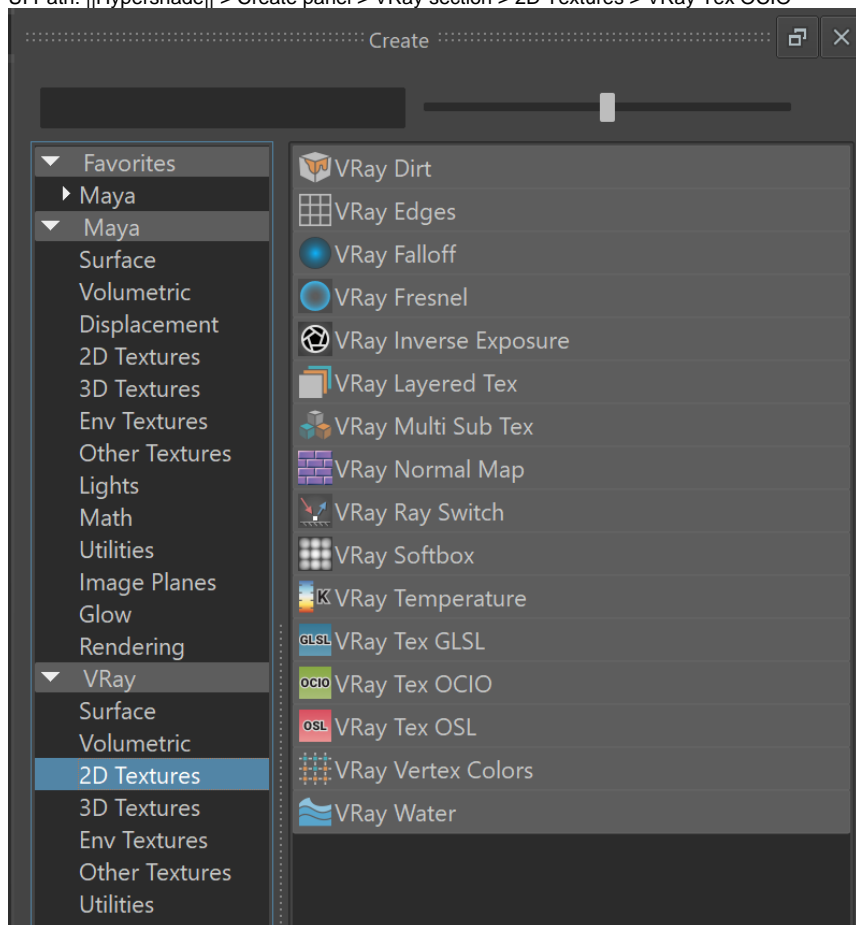 UI Path: ||Hypershade|| > Create panel > VRay section > 2D Textures > VRay Tex OCIO
Create
Favorites
Maya
Maya
Surface
Volumetric
Displacement
2D Textures
3D Textures
Env Textures
Other Textures
Lights
Math
Utilities
Image Planes
Glow
Rendering
VRay
Surface
Volumetric
2D Textures
3D Textures
Env Textures
Other Textures
Utilities
VRay Dirt
VRay Edges
VRay Falloff
VRay Fresnel
VRay Inverse Exposure
VRay Layered Tex
VRay Multi Sub Tex
VRay Normal Map
VRay Ray Switch
VRay Softbox
K VRay Temperature
GLSL VRay Tex GLSL
OCIO VRay Tex OCIO
OSL VRay Tex OSL
VRay Vertex Colors
VRay Water